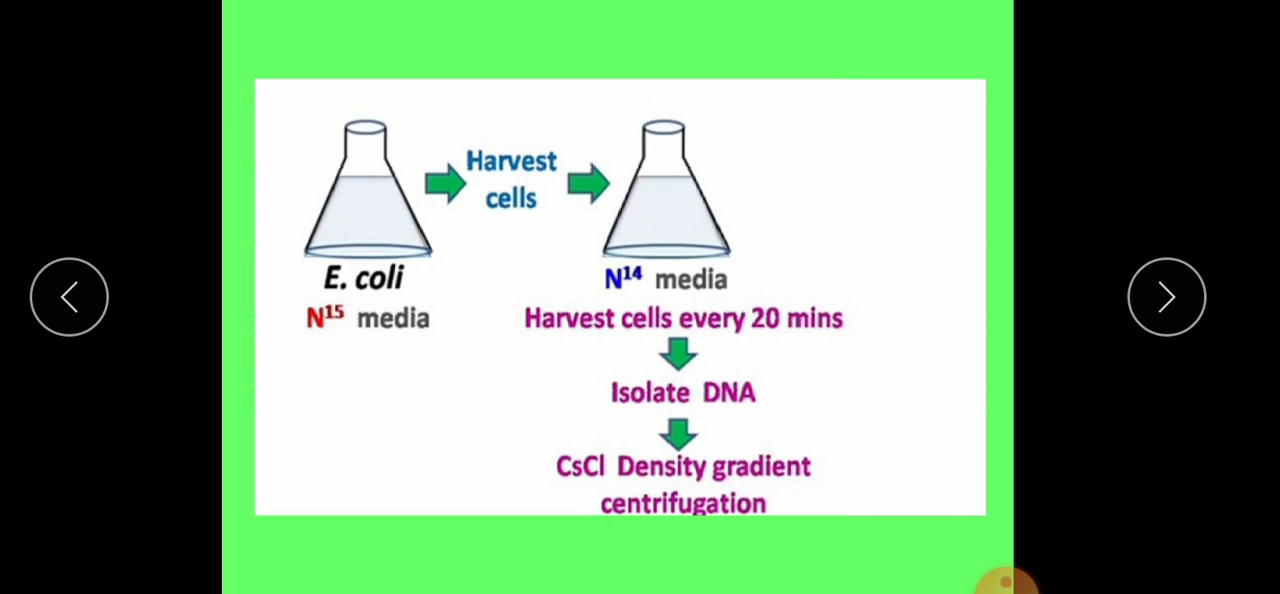 Harvest
cells
E. coli
N¹⁵ media
N¹⁴ media
Harvest cells every 20 mins
Isolate DNA
CsCl Density gradient
centrifugation